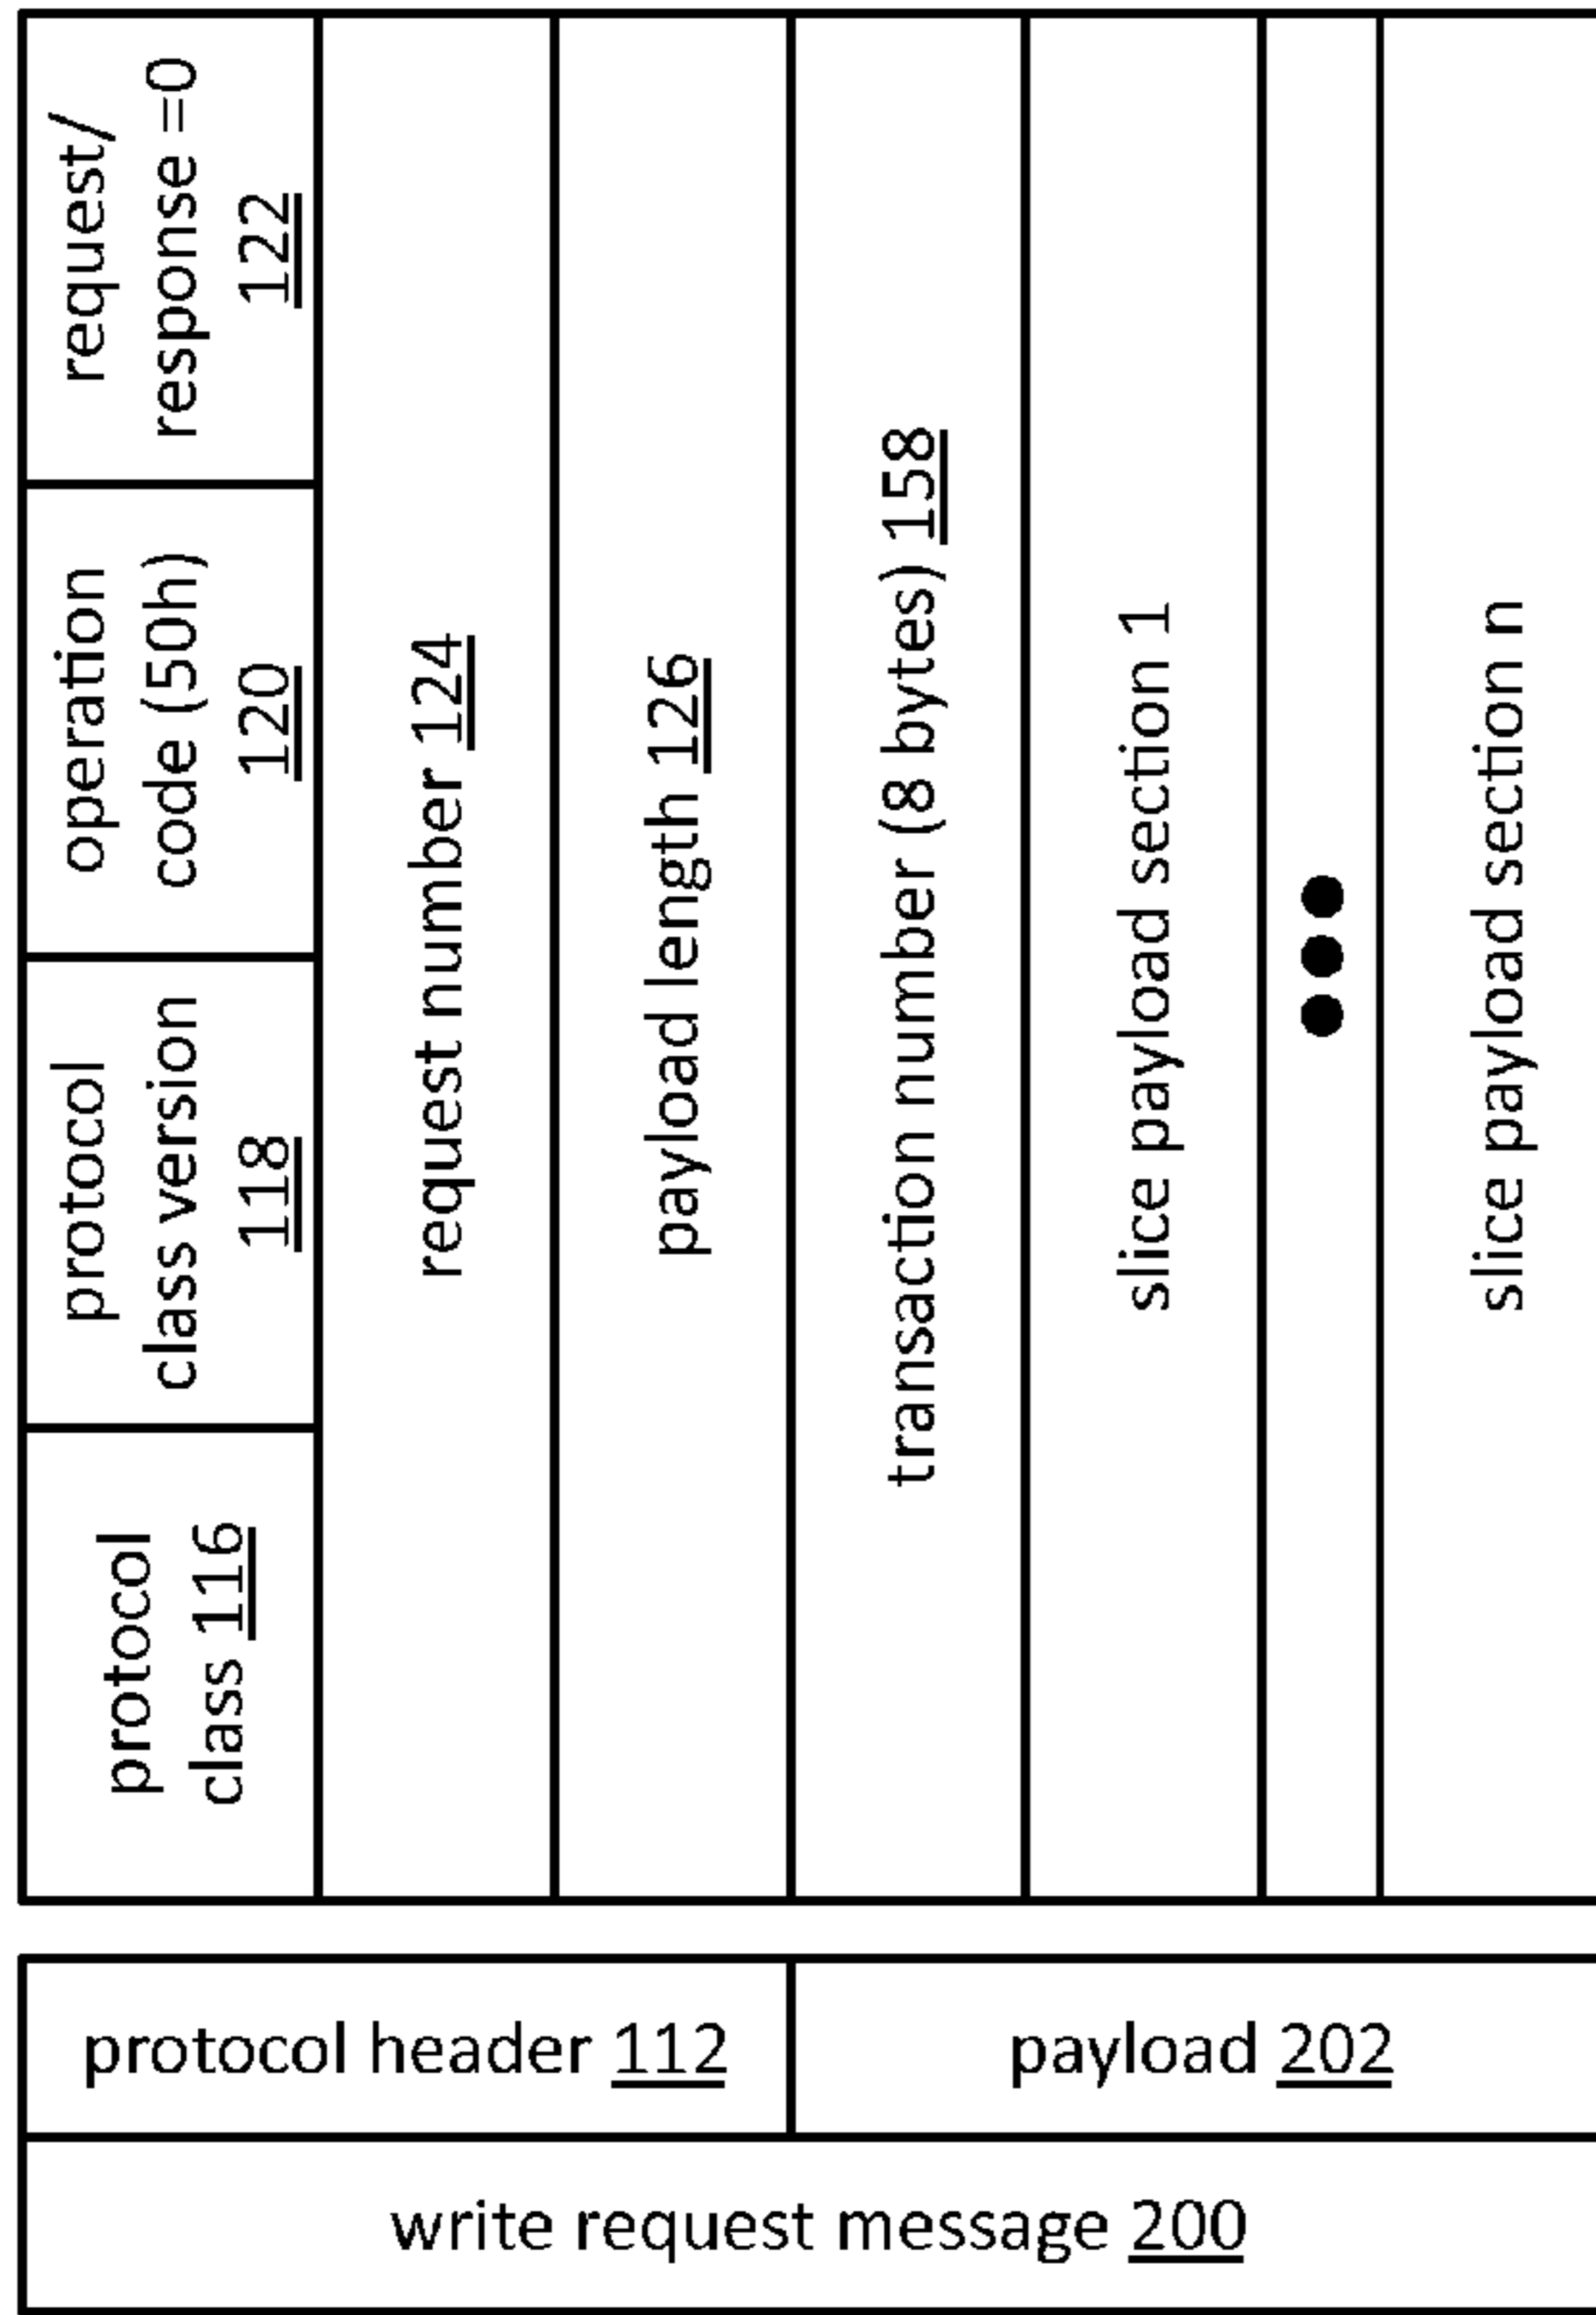 write request message 200
protocol header 112
payload 202
protocol
class 116
protocol
class version
118
operation
code (50h)
120
request/
response =0
122
request number 124
payload length 126
transaction number (8 bytes) 158
slice payload section 1
slice payload section n